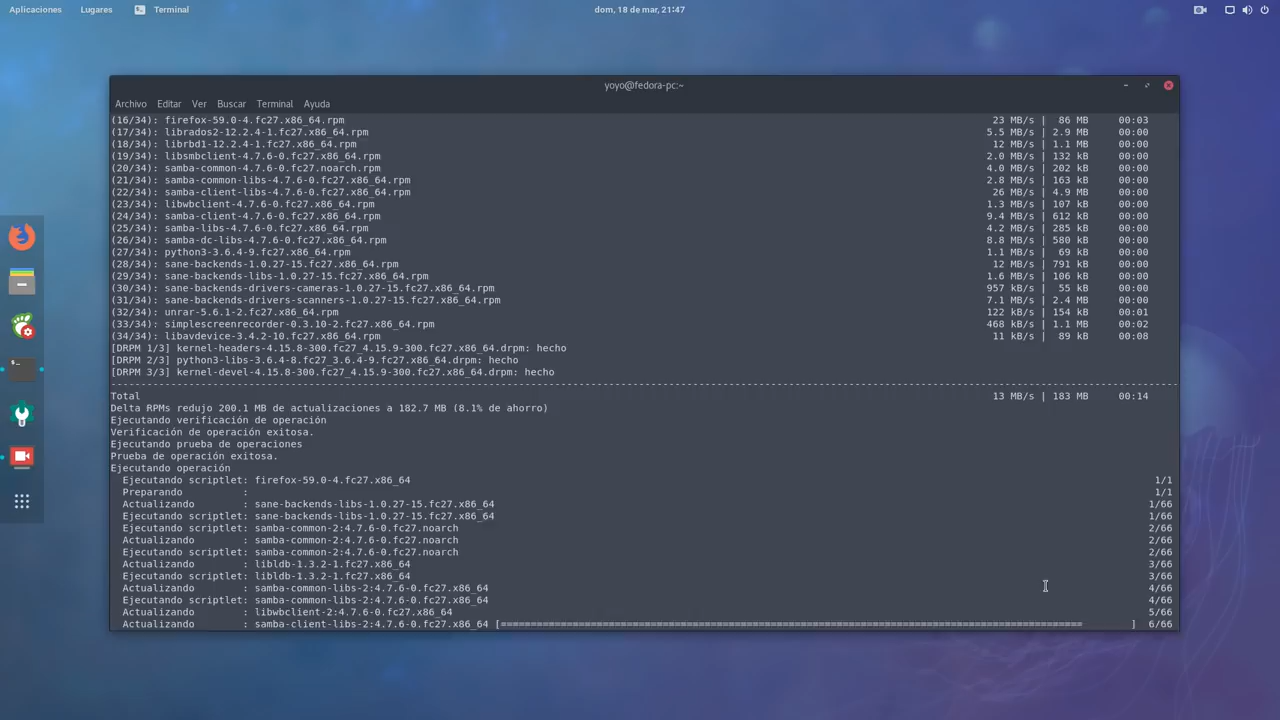 Aplicaciones Lugares Terminal dom, 18 de mar, 21:47
yoyo@fedora-pc:~
Archivo Editar Ver Buscar Terminal Ayuda
(16/34): firefox-59.0-4.fc27.x86_64.rpm 23 MB/s | 86 MB 00:03
(17/34): librados2-12.2.4-1.fc27.x86_64.rpm 5.5 MB/s | 2.9 MB 00:00
(18/34): librbd1-12.2.4-1.fc27.x86_64.rpm 12 MB/s | 1.1 MB 00:00
(19/34): libsmbclient-4.7.6-0.fc27.x86_64.rpm 2.0 MB/s | 132 kB 00:00
(20/34): samba-common-4.7.6-0.fc27.noarch.rpm 4.0 MB/s | 202 kB 00:00
(21/34): samba-common-libs-4.7.6-0.fc27.x86_64.rpm 2.8 MB/s | 163 kB 00:00
(22/34): samba-client-libs-4.7.6-0.fc27.x86_64.rpm 26 MB/s | 4.9 MB 00:00
(23/34): libwbclient-4.7.6-0.fc27.x86_64.rpm 1.3 MB/s | 107 kB 00:00
(24/34): samba-client-4.7.6-0.fc27.x86_64.rpm 9.4 MB/s | 612 kB 00:00
(25/34): samba-libs-4.7.6-0.fc27.x86_64.rpm 4.2 MB/s | 285 kB 00:00
(26/34): samba-dc-libs-4.7.6-0.fc27.x86_64.rpm 8.8 MB/s | 580 kB 00:00
(27/34): python3-3.6.4-9.fc27.x86_64.rpm 1.1 MB/s | 69 kB 00:00
(28/34): sane-backends-1.0.27-15.fc27.x86_64.rpm 12 MB/s | 791 kB 00:00
(29/34): sane-backends-libs-1.0.27-15.fc27.x86_64.rpm 1.6 MB/s | 106 kB 00:00
(30/34): sane-backends-drivers-cameras-1.0.27-15.fc27.x86_64.rpm 957 kB/s | 55 kB 00:00
(31/34): sane-backends-drivers-scanners-1.0.27-15.fc27.x86_64.rpm 7.1 MB/s | 2.4 MB 00:00
(32/34): unrar-5.6.1-2.fc27.x86_64.rpm 122 kB/s | 154 kB 00:01
(33/34): simplescreenrecorder-0.3.10-2.fc27.x86_64.rpm 468 kB/s | 1.1 MB 00:02
(34/34): libavdevice-3.4.2-10.fc27.x86_64.rpm 11 kB/s | 89 kB 00:08
[DRPM 1/3] kernel-headers-4.15.8-300.fc27_4.15.9-300.fc27.x86_64.drpm: hecho
[DRPM 2/3] python3-libs-3.6.4-8.fc27_3.6.4-9.fc27.x86_64.drpm: hecho
[DRPM 3/3] kernel-devel-4.15.8-300.fc27_4.15.9-300.fc27.x86_64.drpm: hecho
--------------------------------------------------------------------------------
Total 13 MB/s | 183 MB 00:14
Delta RPMs redujo 200.1 MB de actualizaciones a 182.7 MB (8.1% de ahorro)
Ejecutando verificación de operación
Verificación de operación exitosa.
Ejecutando prueba de operaciones
Prueba de operación exitosa.
Ejecutando operación
Ejecutando scriptlet: firefox-59.0-4.fc27.x86_64 1/1
Preparando : 1/1
Actualizando : sane-backends-libs-1.0.27-15.fc27.x86_64 1/66
Ejecutando scriptlet: sane-backends-libs-1.0.27-15.fc27.x86_64 1/66
Ejecutando scriptlet: samba-common-2:4.7.6-0.fc27.noarch 2/66
Actualizando : samba-common-2:4.7.6-0.fc27.noarch 2/66
Ejecutando scriptlet: samba-common-2:4.7.6-0.fc27.noarch 2/66
Actualizando : libldb-1.3.2-1.fc27.x86_64 3/66
Ejecutando scriptlet: libldb-1.3.2-1.fc27.x86_64 3/66
Actualizando : samba-common-libs-2:4.7.6-0.fc27.x86_64 4/66
Ejecutando scriptlet: samba-common-libs-2:4.7.6-0.fc27.x86_64 4/66
Actualizando : libwbclient-2:4.7.6-0.fc27.x86_64 5/66
Actualizando : samba-client-libs-2:4.7.6-0.fc27.x86_64 [================================================================================================= ] 6/66